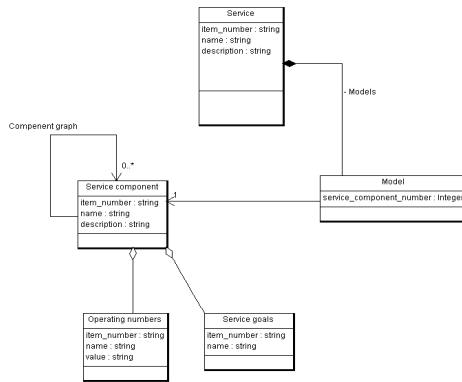 Service
item_number : string
name : string
description : string
- Models
Compenent graph
0..*
Service component
item_number : string
name : string
description : string
1
Model
service_component_number : Integer
Operating numbers
item_number : string
name : string
value : string
Service goals
item_number : string
name : string